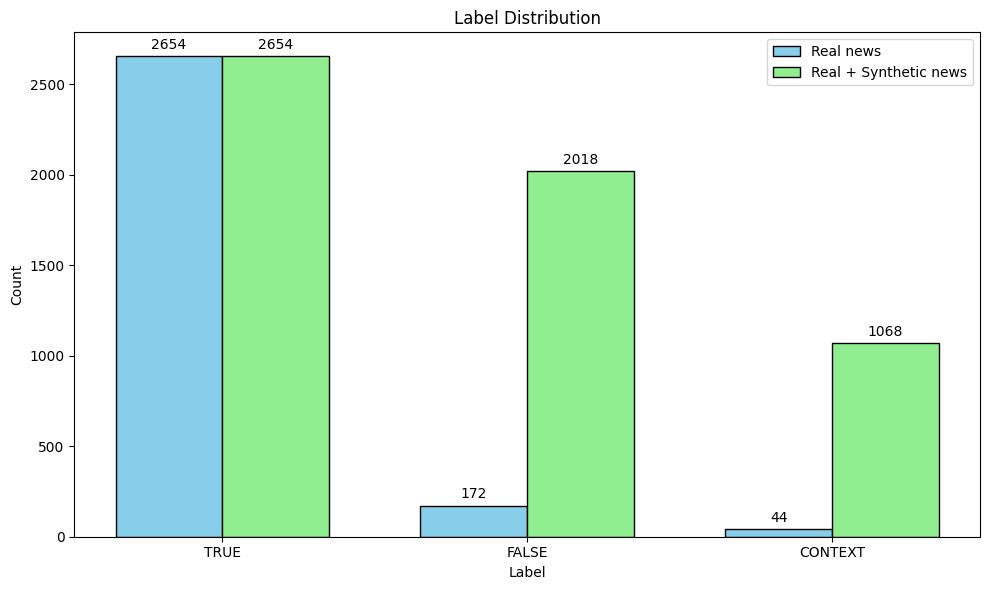 Label Distribution
Real news
Real + Synthetic news
2654
2654
2018
172
1068
44
Count
2500
2000
1500
1000
500
0
TRUE
FALSE
CONTEXT
Label